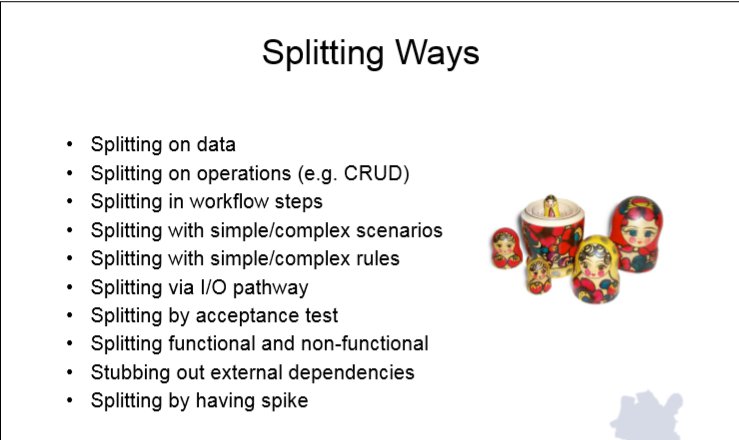 Splitting Ways
• Splitting on data
• Splitting on operations (e.g. CRUD)
• Splitting in workflow steps
• Splitting with simple/complex scenarios
• Splitting with simple/complex rules
• Splitting via I/O pathway
• Splitting by acceptance test
• Splitting functional and non-functional
• Stubbing out external dependencies
• Splitting by having spike